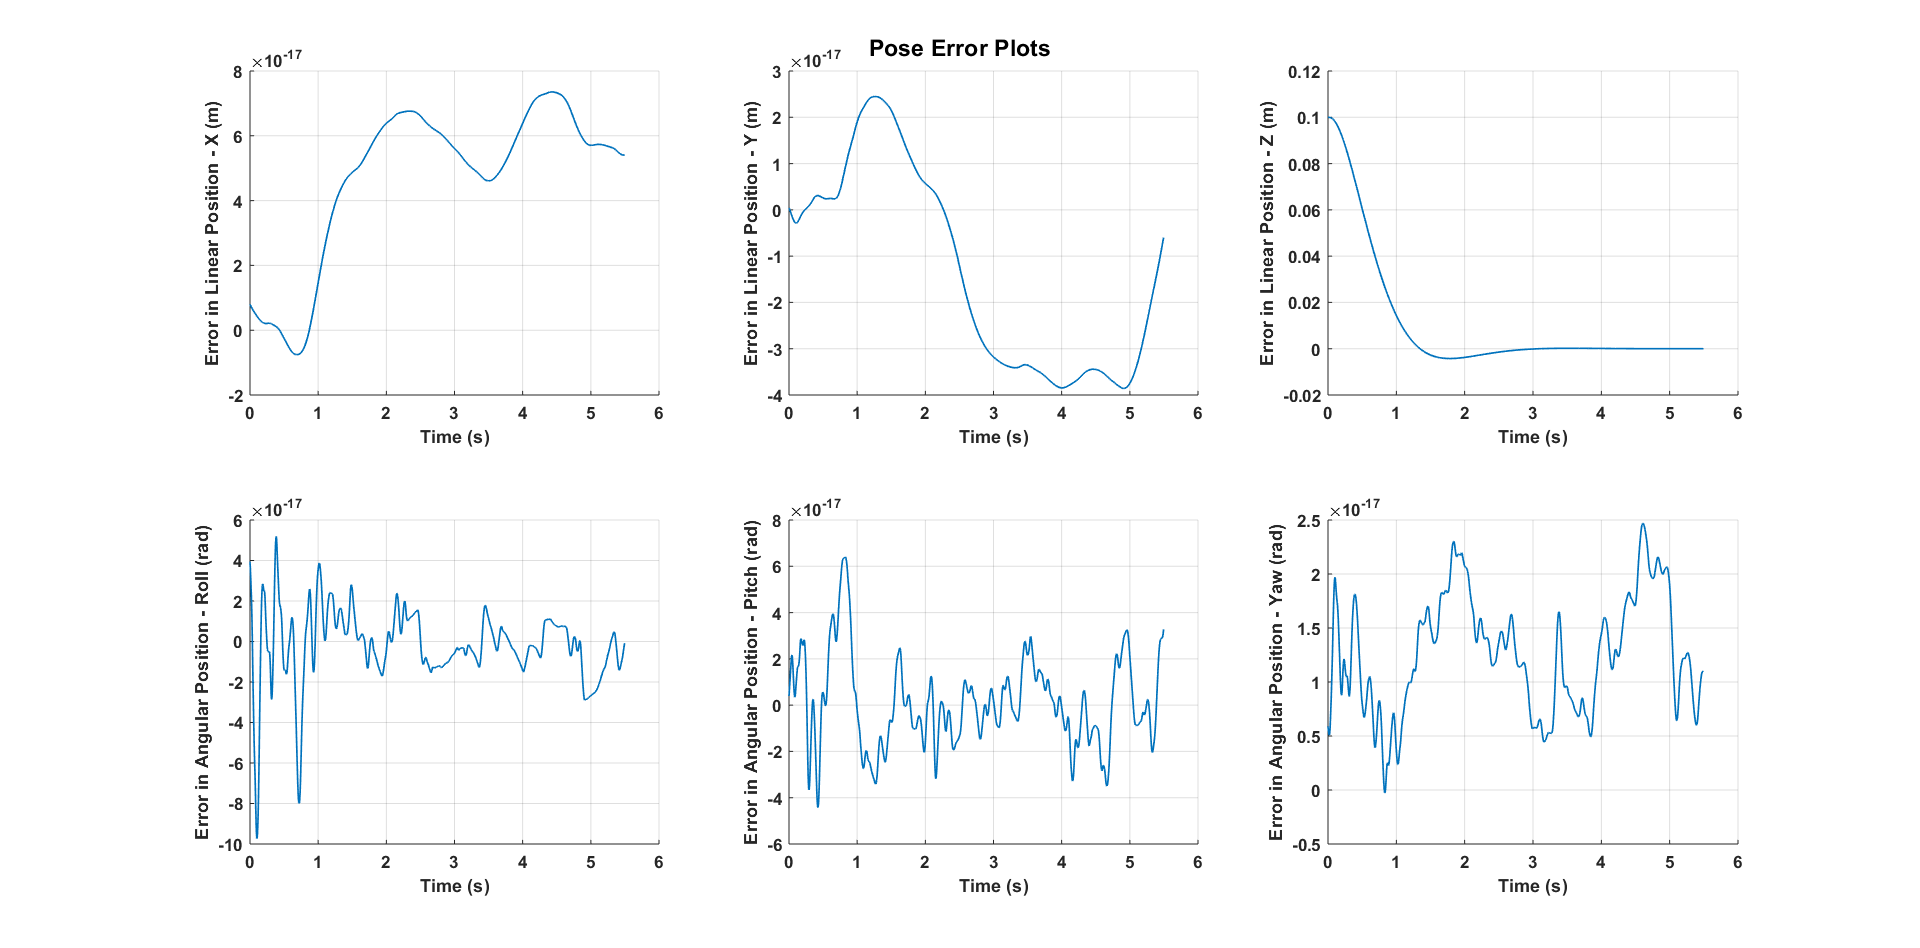 Pose Error Plots
×10-17
8
6
4
2
0
-2
Error in Linear Position - X (m)
0 1 2 3 4 5 6
Time (s)
×10-17
3
2
1
0
-1
-2
-3
-4
Error in Linear Position - Y (m)
0 1 2 3 4 5 6
Time (s)
0.12
0.1
0.08
0.06
0.04
0.02
0
-0.02
Error in Linear Position - Z (m)
0 1 2 3 4 5 6
Time (s)
×10-17
6
4
2
0
-2
-4
-6
-8
-10
Error in Angular Position - Roll (rad)
0 1 2 3 4 5 6
Time (s)
×10-17
8
6
4
2
0
-2
-4
-6
Error in Angular Position - Pitch (rad)
0 1 2 3 4 5 6
Time (s)
×10-17
2.5
2
1.5
1
0.5
0
-0.5
Error in Angular Position - Yaw (rad)
0 1 2 3 4 5 6
Time (s)